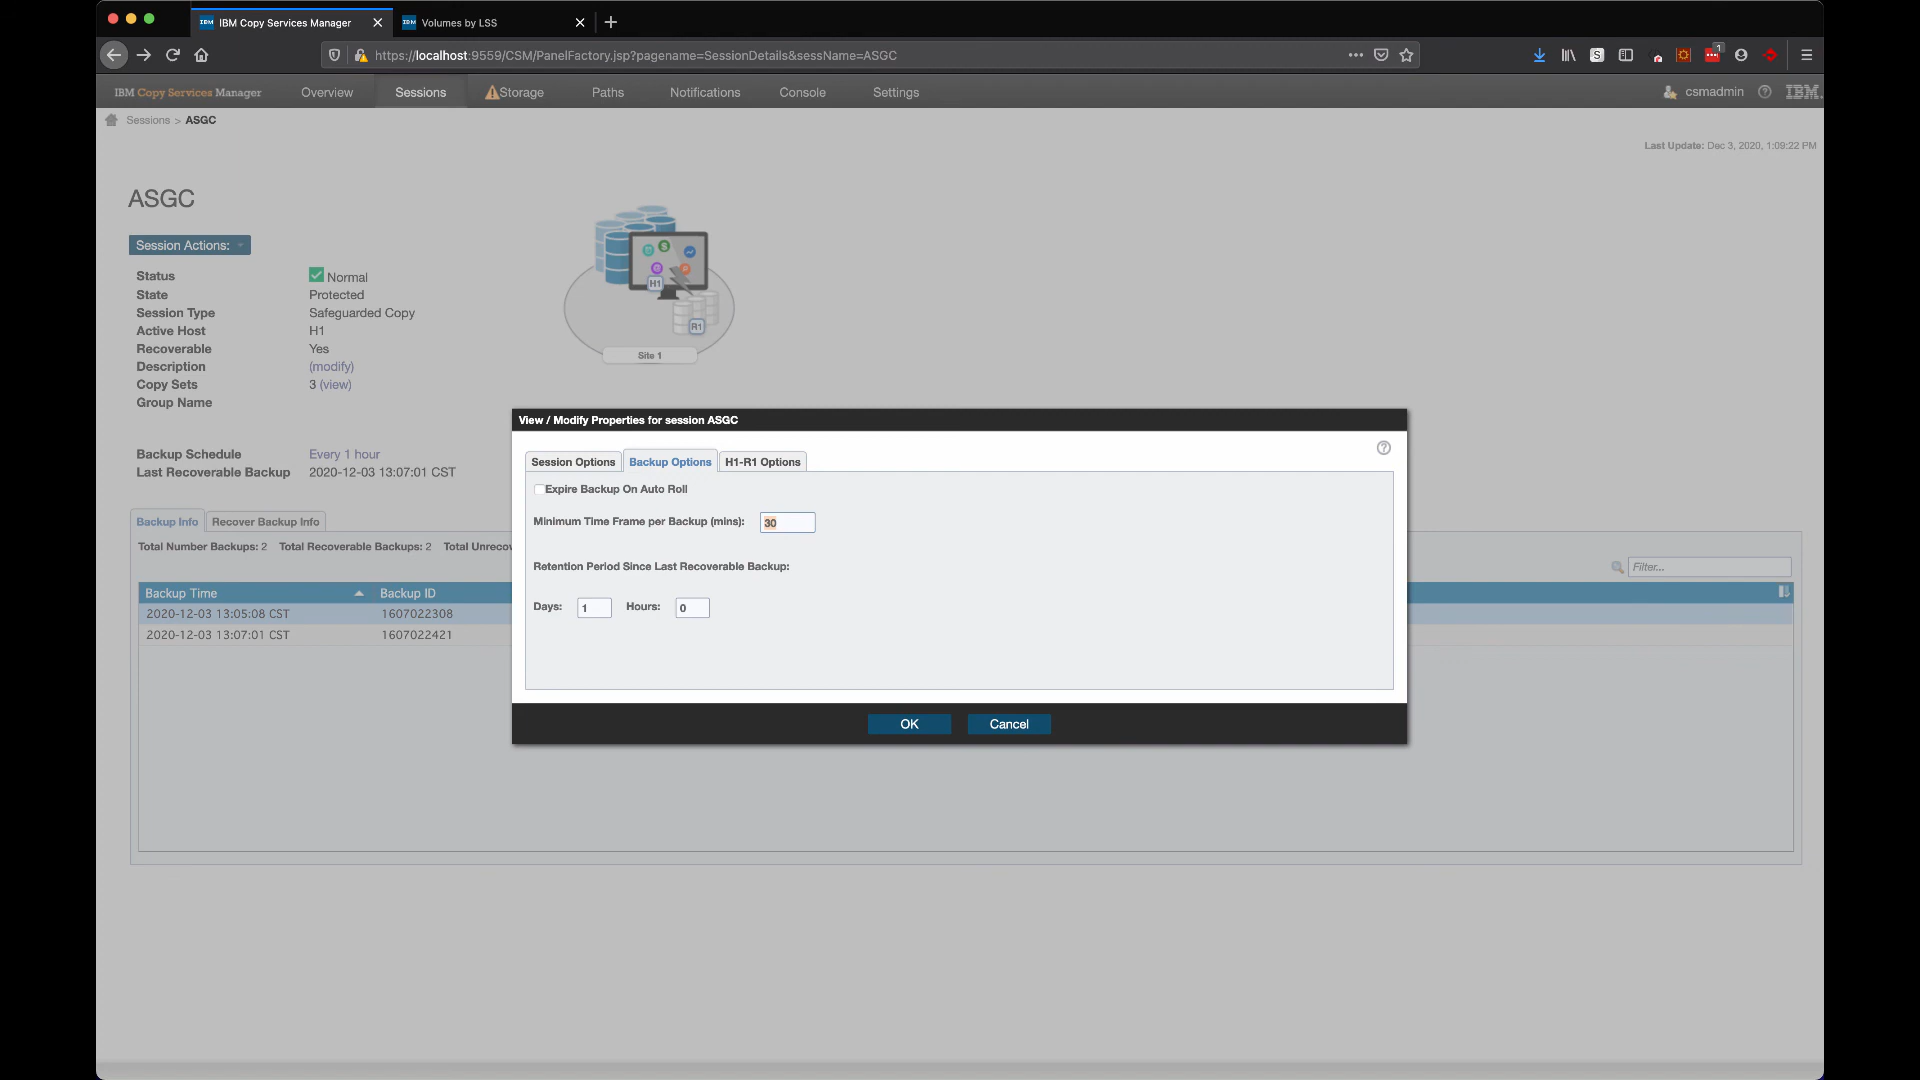 IBM Copy Services Manager
Volumes by LSS
https://localhost:9559/CSM/PanelFactory.jsp?pagename=SessionDetails&sessName=ASGC
1
IBM Copy Services Manager
Overview
Sessions
Storage
Paths
Notifications
Console
Settings
csmadmin
IBM
Sessions > ASGC
Last Update: Dec 3, 2020, 1:09:22 PM
ASGC
Session Actions:
Status Normal
State Protected
Session Type Safeguarded Copy
Active Host H1
Recoverable Yes
Description (modify)
Copy Sets 3 (view)
Group Name
H1
R1
Site 1
Backup Schedule Every 1 hour
Last Recoverable Backup 2020-12-03 13:07:01 CST
Backup Info
Recover Backup Info
Total Number Backups: 2 Total Recoverable Backups: 2 Total Unrecov
Filter...
Backup Time Backup ID
2020-12-03 13:05:08 CST 1607022308
2020-12-03 13:07:01 CST 1607022421
View / Modify Properties for session ASGC
Session Options
Backup Options
H1-R1 Options
Expire Backup On Auto Roll
Minimum Time Frame per Backup (mins): 30
Retention Period Since Last Recoverable Backup:
Days: 1 Hours: 0
OK
Cancel